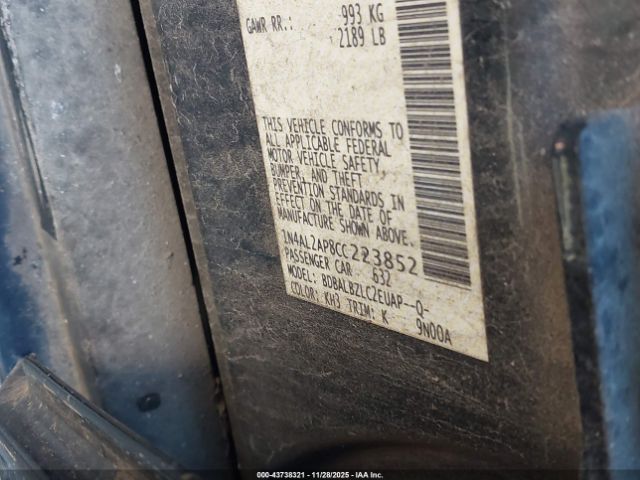 GAWR RR.: 993 KG
2189 LB
THIS VEHICLE CONFORMS TO
ALL APPLICABLE FEDERAL
MOTOR VEHICLE SAFETY,
BUMPER, AND THEFT
PREVENTION STANDARDS IN
EFFECT ON THE DATE OF
MANUFACTURE SHOWN ABOVE.
1N4AL2AP8CC223852
PASSENGER CAR 632
MODEL: BDBALBZLC2EUAP--Q-
COLOR: KH3 TRIM: K 9N00A
000-43738321 | 11/28/2025 - IAA Inc.